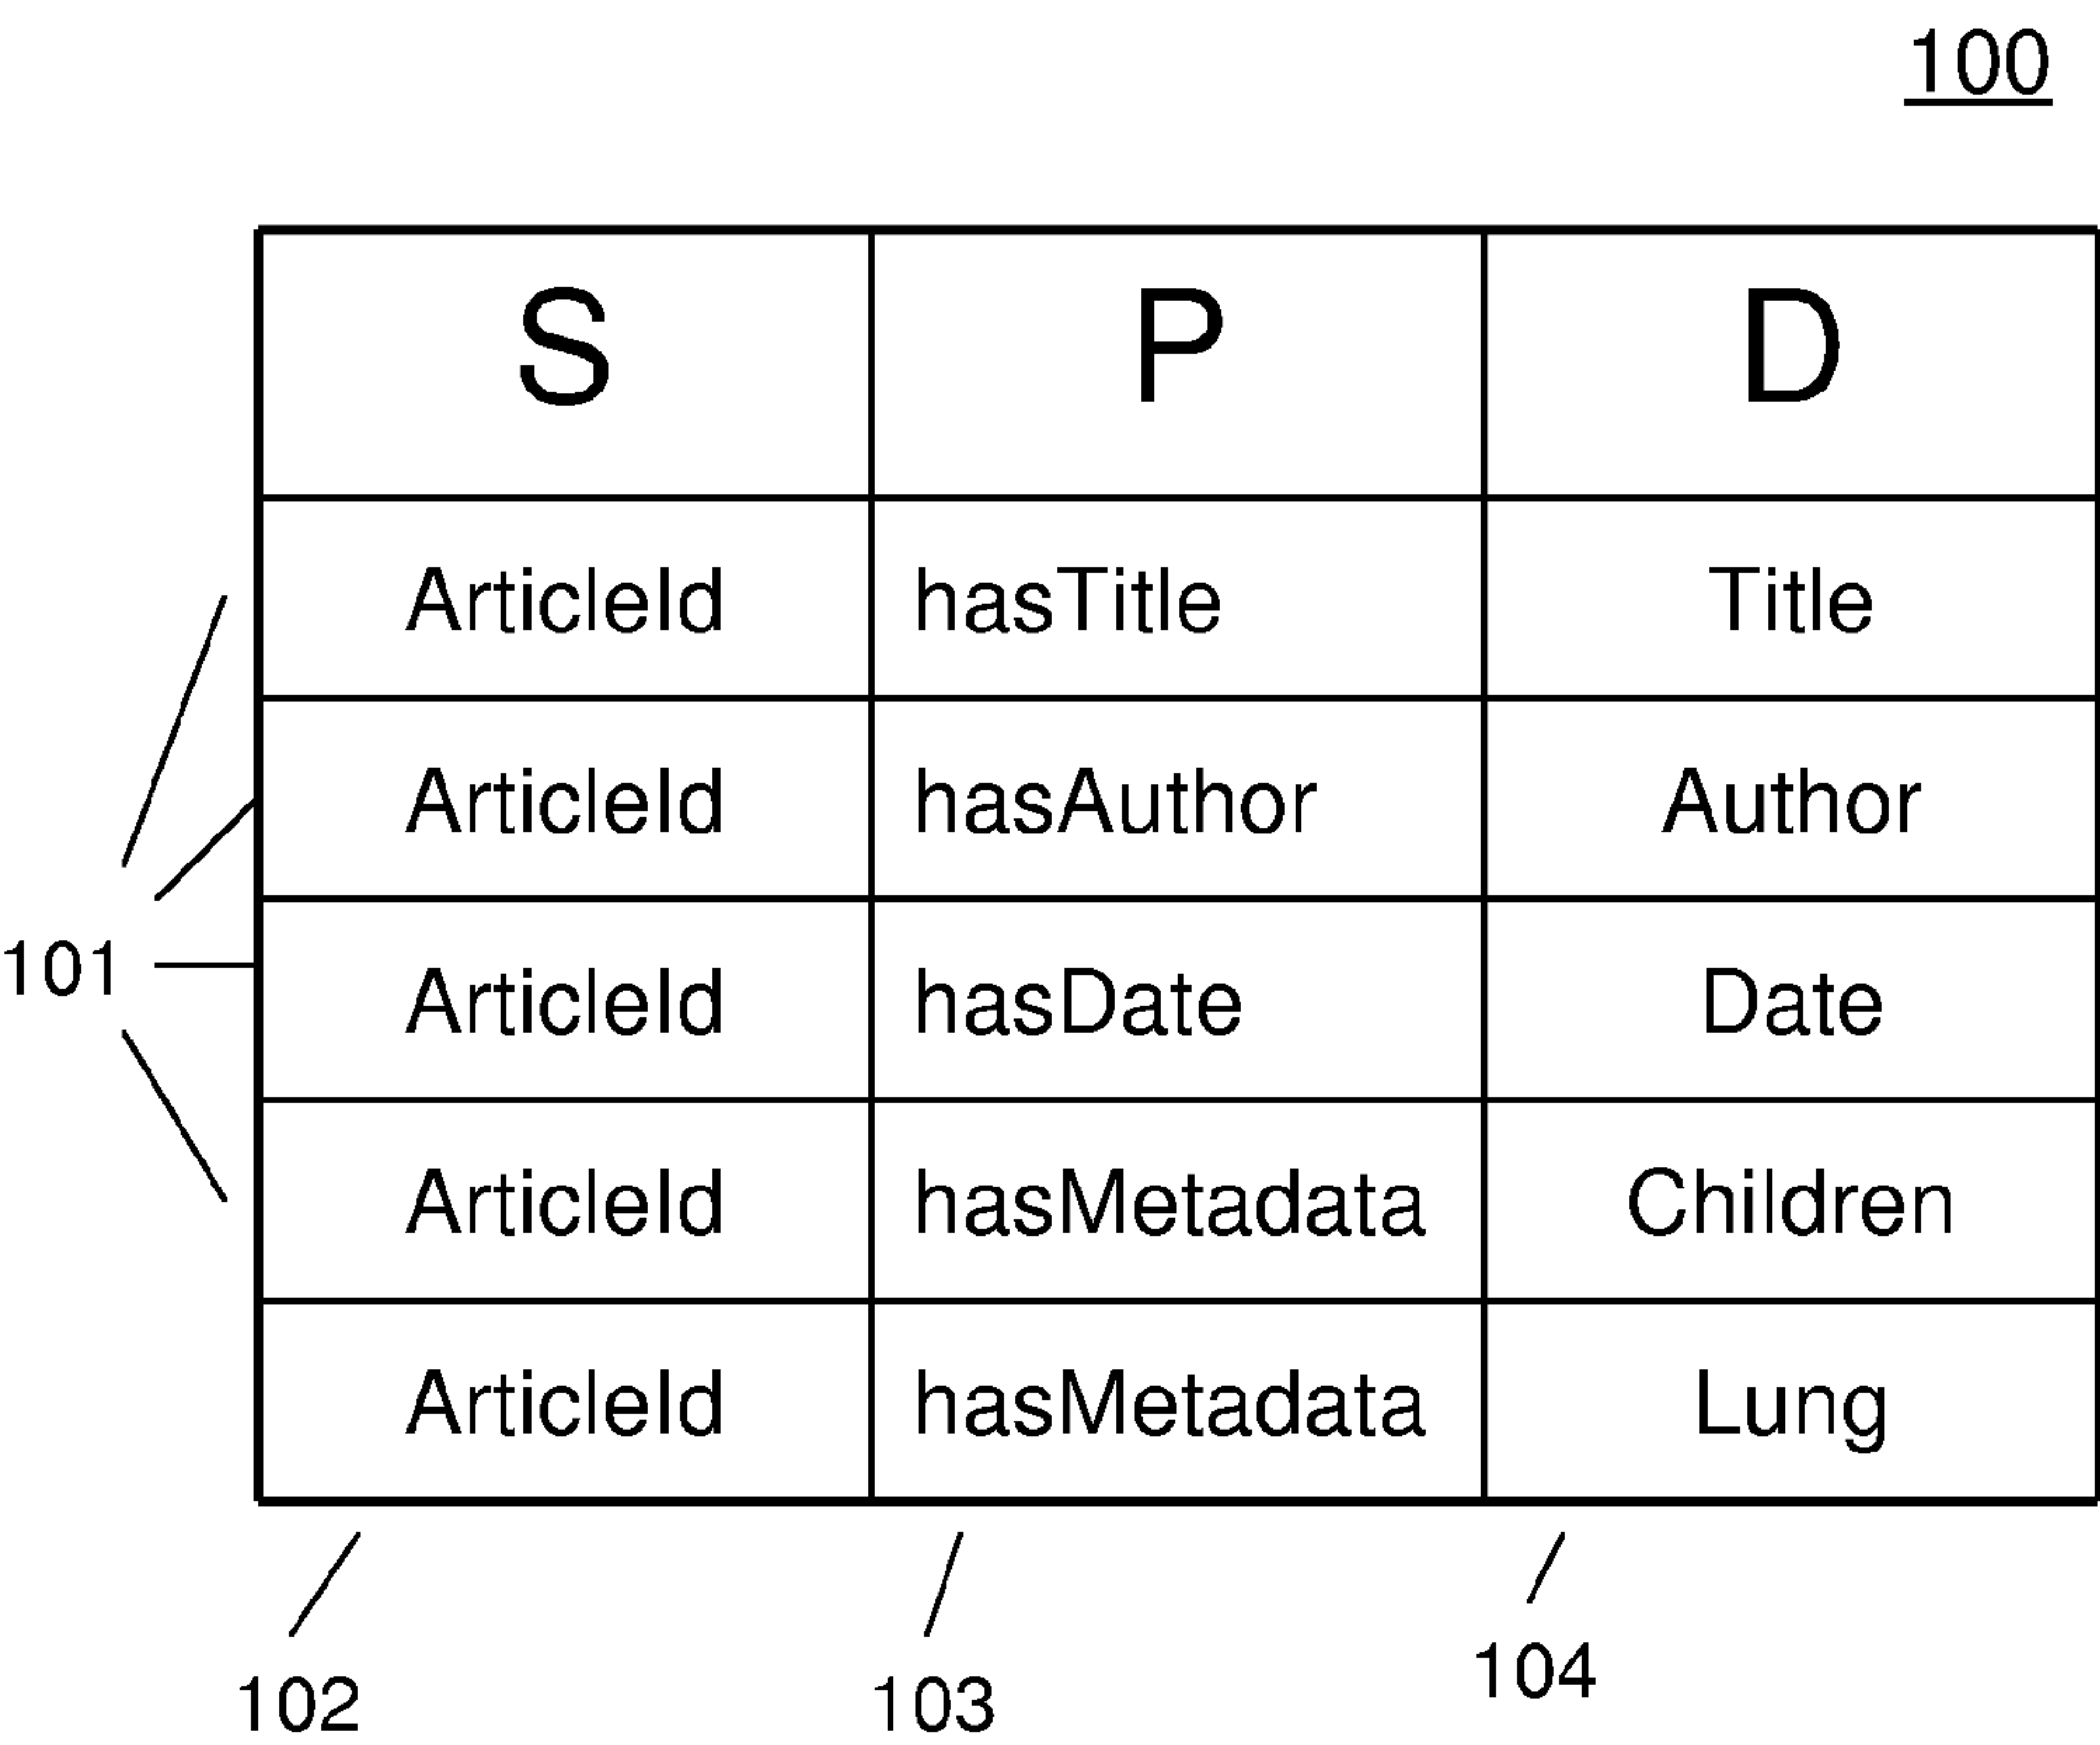 100
S P D
ArticleId hasTitle Title
ArticleId hasAuthor Author
101
ArticleId hasDate Date
ArticleId hasMetadata Children
ArticleId hasMetadata Lung
102 103 104